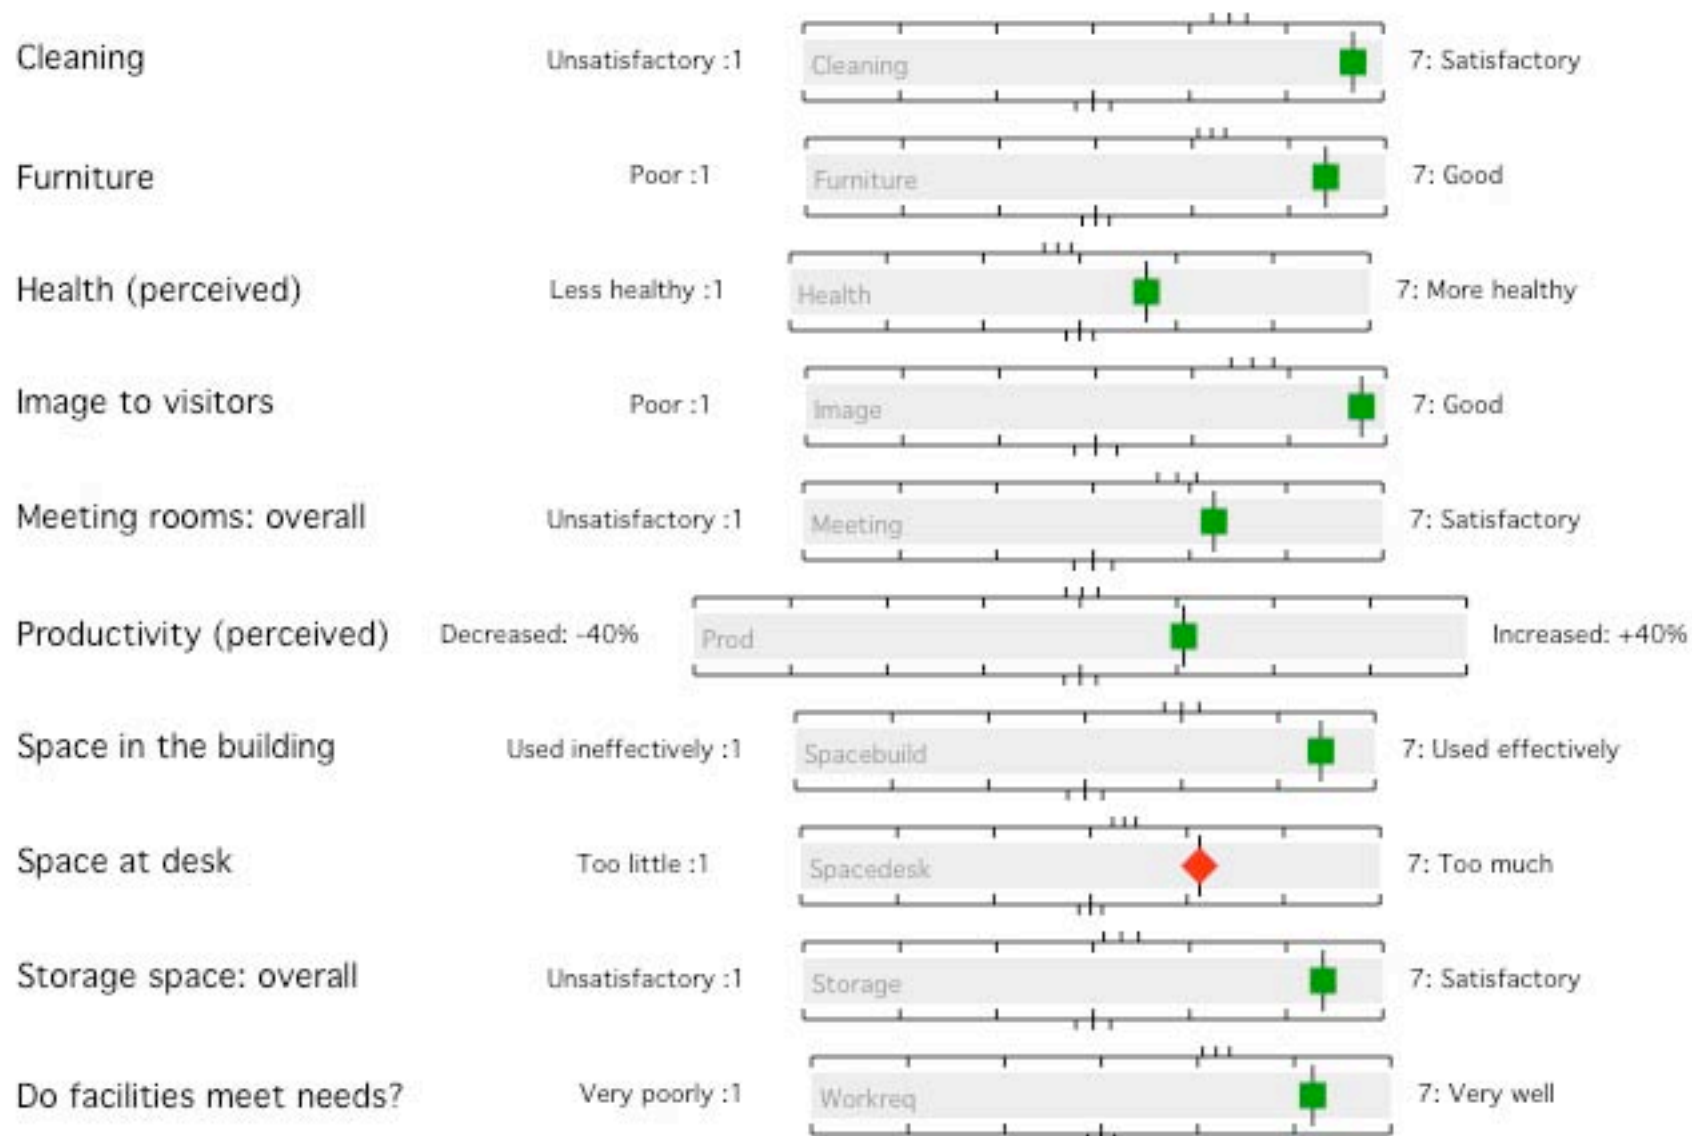 Cleaning Unsatisfactory :1 Cleaning 7: Satisfactory
Furniture Poor :1 Furniture 7: Good
Health (perceived) Less healthy :1 Health 7: More healthy
Image to visitors Poor :1 Image 7: Good
Meeting rooms: overall Unsatisfactory :1 Meeting 7: Satisfactory
Productivity (perceived) Decreased: -40% Prod Increased: +40%
Space in the building Used ineffectively :1 Spacebuild 7: Used effectively
Space at desk Too little :1 Spacedesk 7: Too much
Storage space: overall Unsatisfactory :1 Storage 7: Satisfactory
Do facilities meet needs? Very poorly :1 Workreq 7: Very well